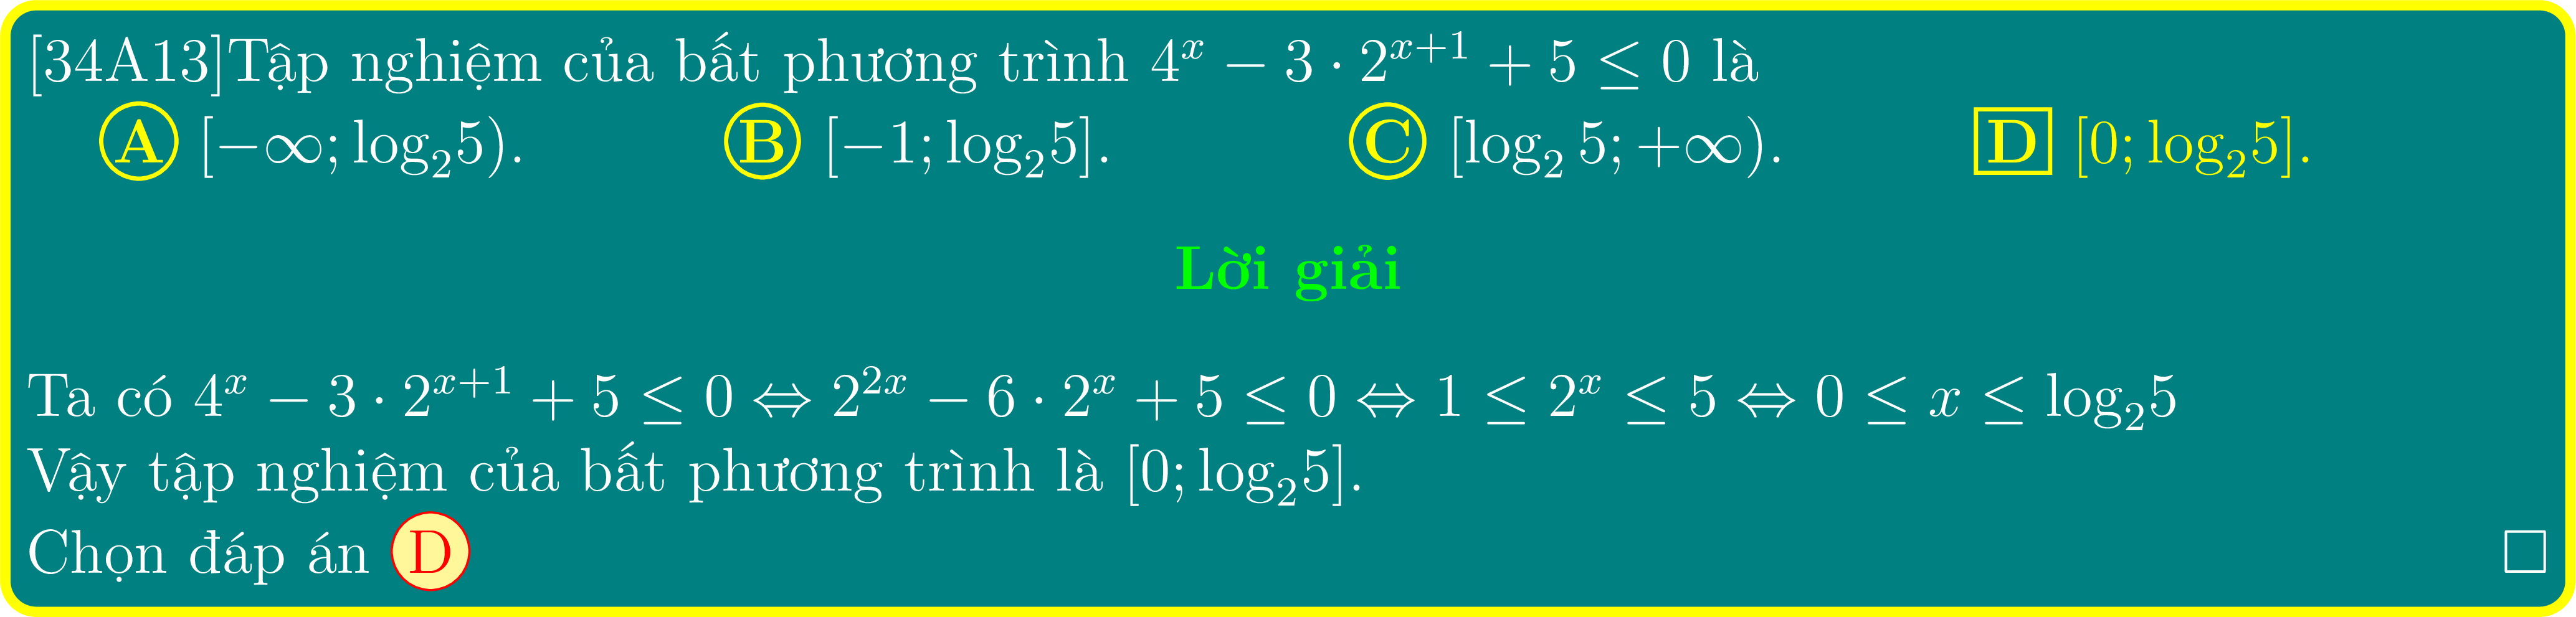 [34A13]Tập nghiệm của bất phương trình $4^x - 3 \cdot 2^{x+1} + 5 \leq 0$ là
Ⓐ $[-\infty; \log_2 5)$. Ⓑ $[-1; \log_2 5]$. Ⓒ $[\log_2 5; +\infty)$. D $[0; \log_2 5]$.
Lời giải
Ta có $4^x - 3 \cdot 2^{x+1} + 5 \leq 0 \Leftrightarrow 2^{2x} - 6 \cdot 2^x + 5 \leq 0 \Leftrightarrow 1 \leq 2^x \leq 5 \Leftrightarrow 0 \leq x \leq \log_2 5$
Vậy tập nghiệm của bất phương trình là $[0; \log_2 5]$.
Chọn đáp án Ⓓ □